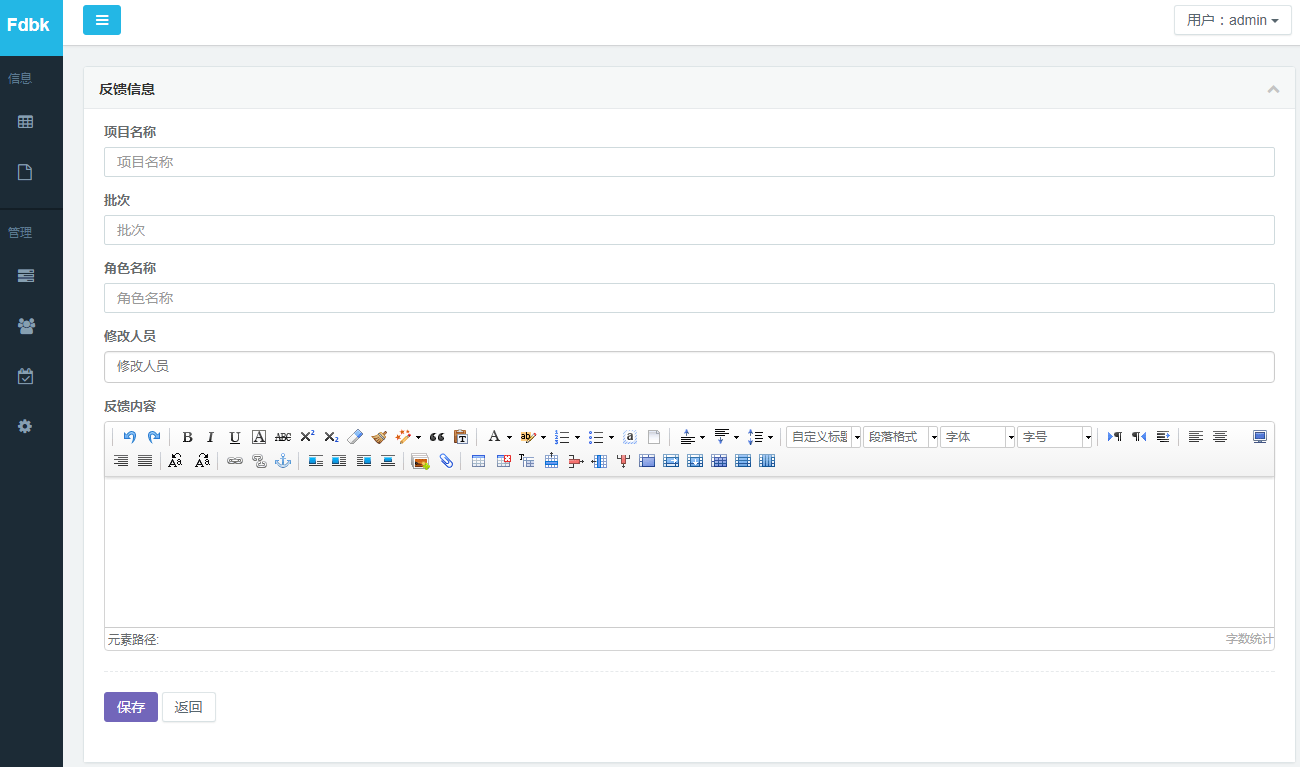 Fdbk
用户：admin
信息
管理
反馈信息
项目名称
项目名称
批次
批次
角色名称
角色名称
修改人员
修改人员
反馈内容
自定义标题 段落格式 字体 字号
元素路径: 字数统计
保存 返回